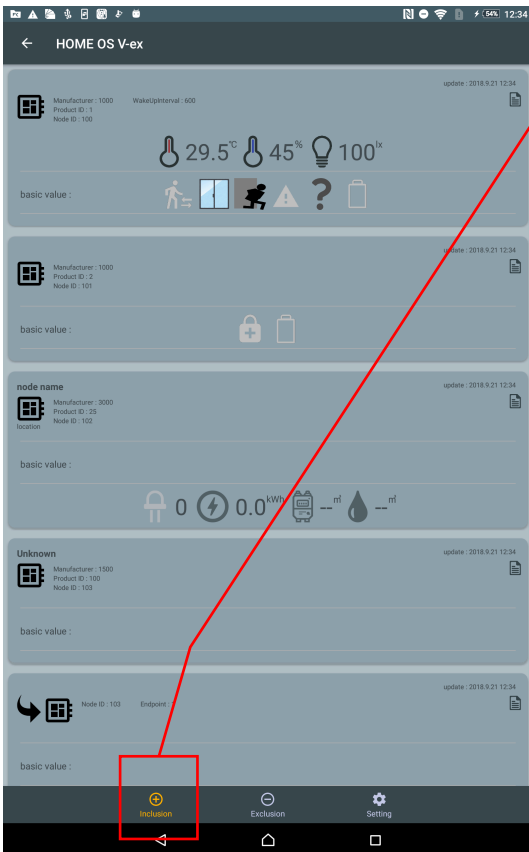 54% 12:34
HOME OS V-ex
update : 2018.9.21 12:34
Manufacturer : 1000 WakeUpInterval : 600
Product ID : 1
Node ID : 100
29.5℃ 45% 100lx
basic value :
?
update : 2018.9.21 12:34
Manufacturer : 1000
Product ID : 2
Node ID : 101
basic value :
node name
update : 2018.9.21 12:34
Manufacturer : 3000
Product ID : 25
Node ID : 102
location
basic value :
0 0.0kWh --㎥ --㎥
Unknown
update : 2018.9.21 12:34
Manufacturer : 1500
Product ID : 100
Node ID : 103
basic value :
update : 2018.9.21 12:34
Node ID : 103 Endpoint :
basic value :
Inclusion Exclusion Setting